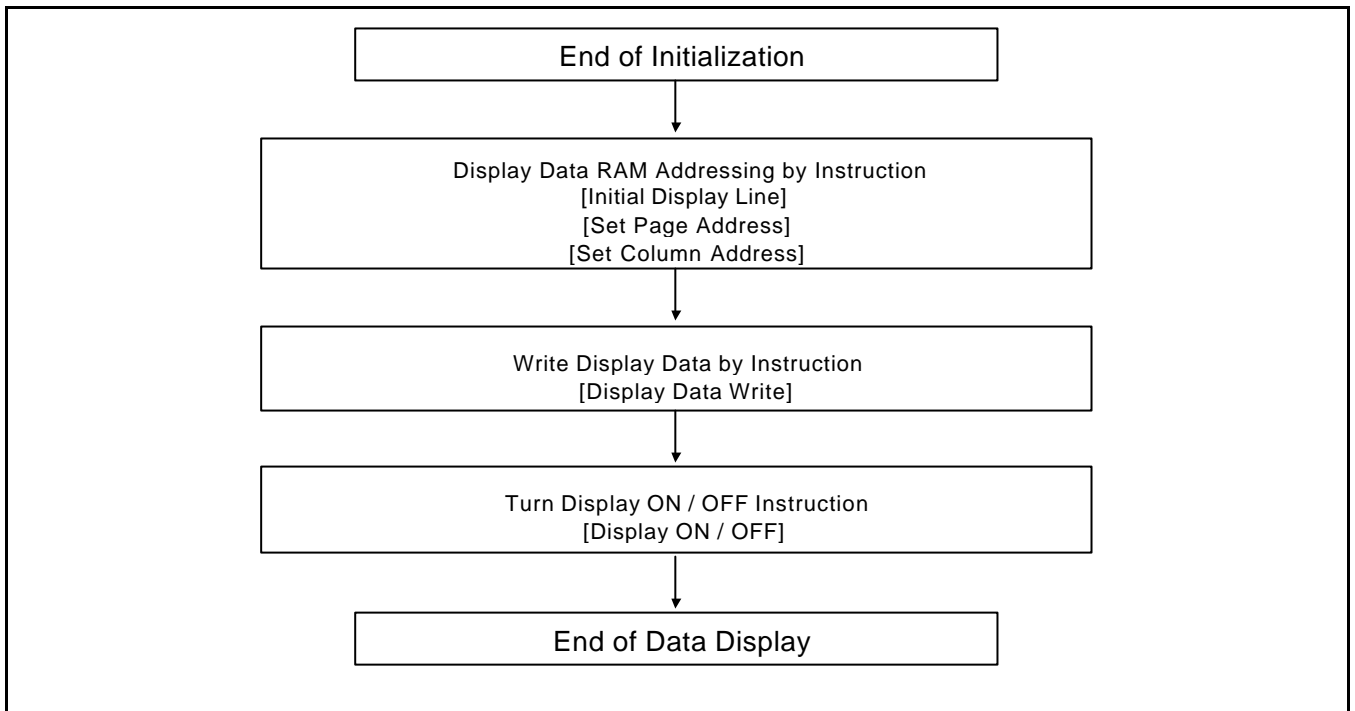 End of Initialization
Display Data RAM Addressing by Instruction
[Initial Display Line]
[Set Page Address]
[Set Column Address]
Write Display Data by Instruction
[Display Data Write]
Turn Display ON / OFF Instruction
[Display ON / OFF]
End of Data Display